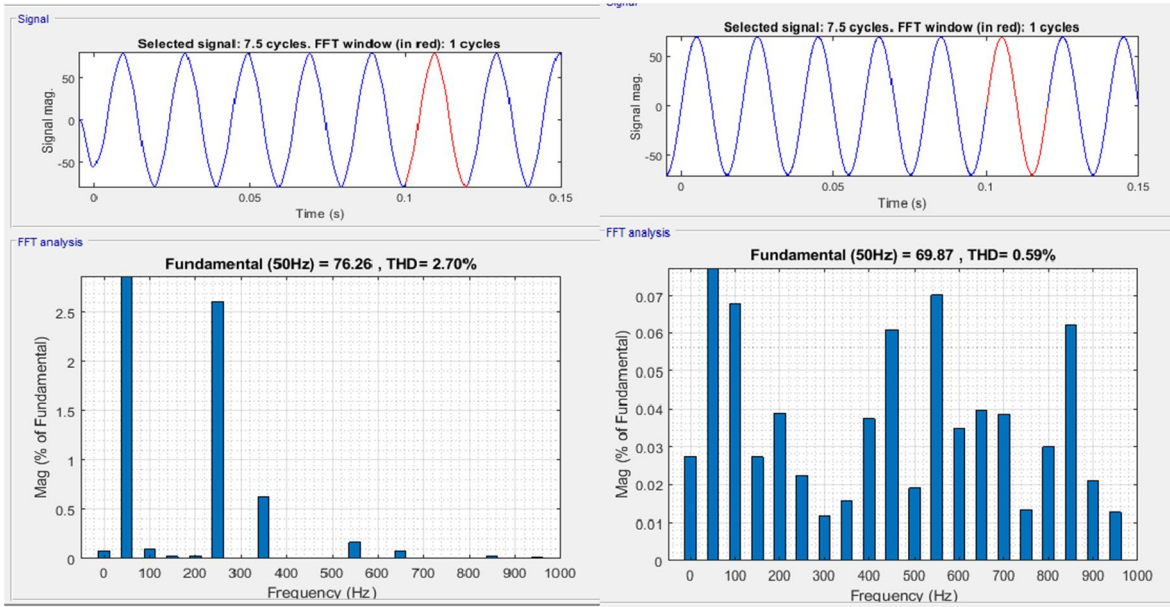 Signal
Selected signal: 7.5 cycles. FFT window (in red): 1 cycles
Signal mag.
50
0
-50
0
0.05
0.1
0.15
Time (s)
FFT analysis
Fundamental (50Hz) = 76.26 , THD= 2.70%
Mag (% of Fundamental)
2.5
2
1.5
1
0.5
0
0 100 200 300 400 500 600 700 800 900 1000
Frequency (Hz)
Signal
Selected signal: 7.5 cycles. FFT window (in red): 1 cycles
Signal mag.
50
0
-50
0
0.05
0.1
0.15
Time (s)
FFT analysis
Fundamental (50Hz) = 69.87 , THD= 0.59%
Mag (% of Fundamental)
0.07
0.06
0.05
0.04
0.03
0.02
0.01
0
0 100 200 300 400 500 600 700 800 900 1000
Frequency (Hz)